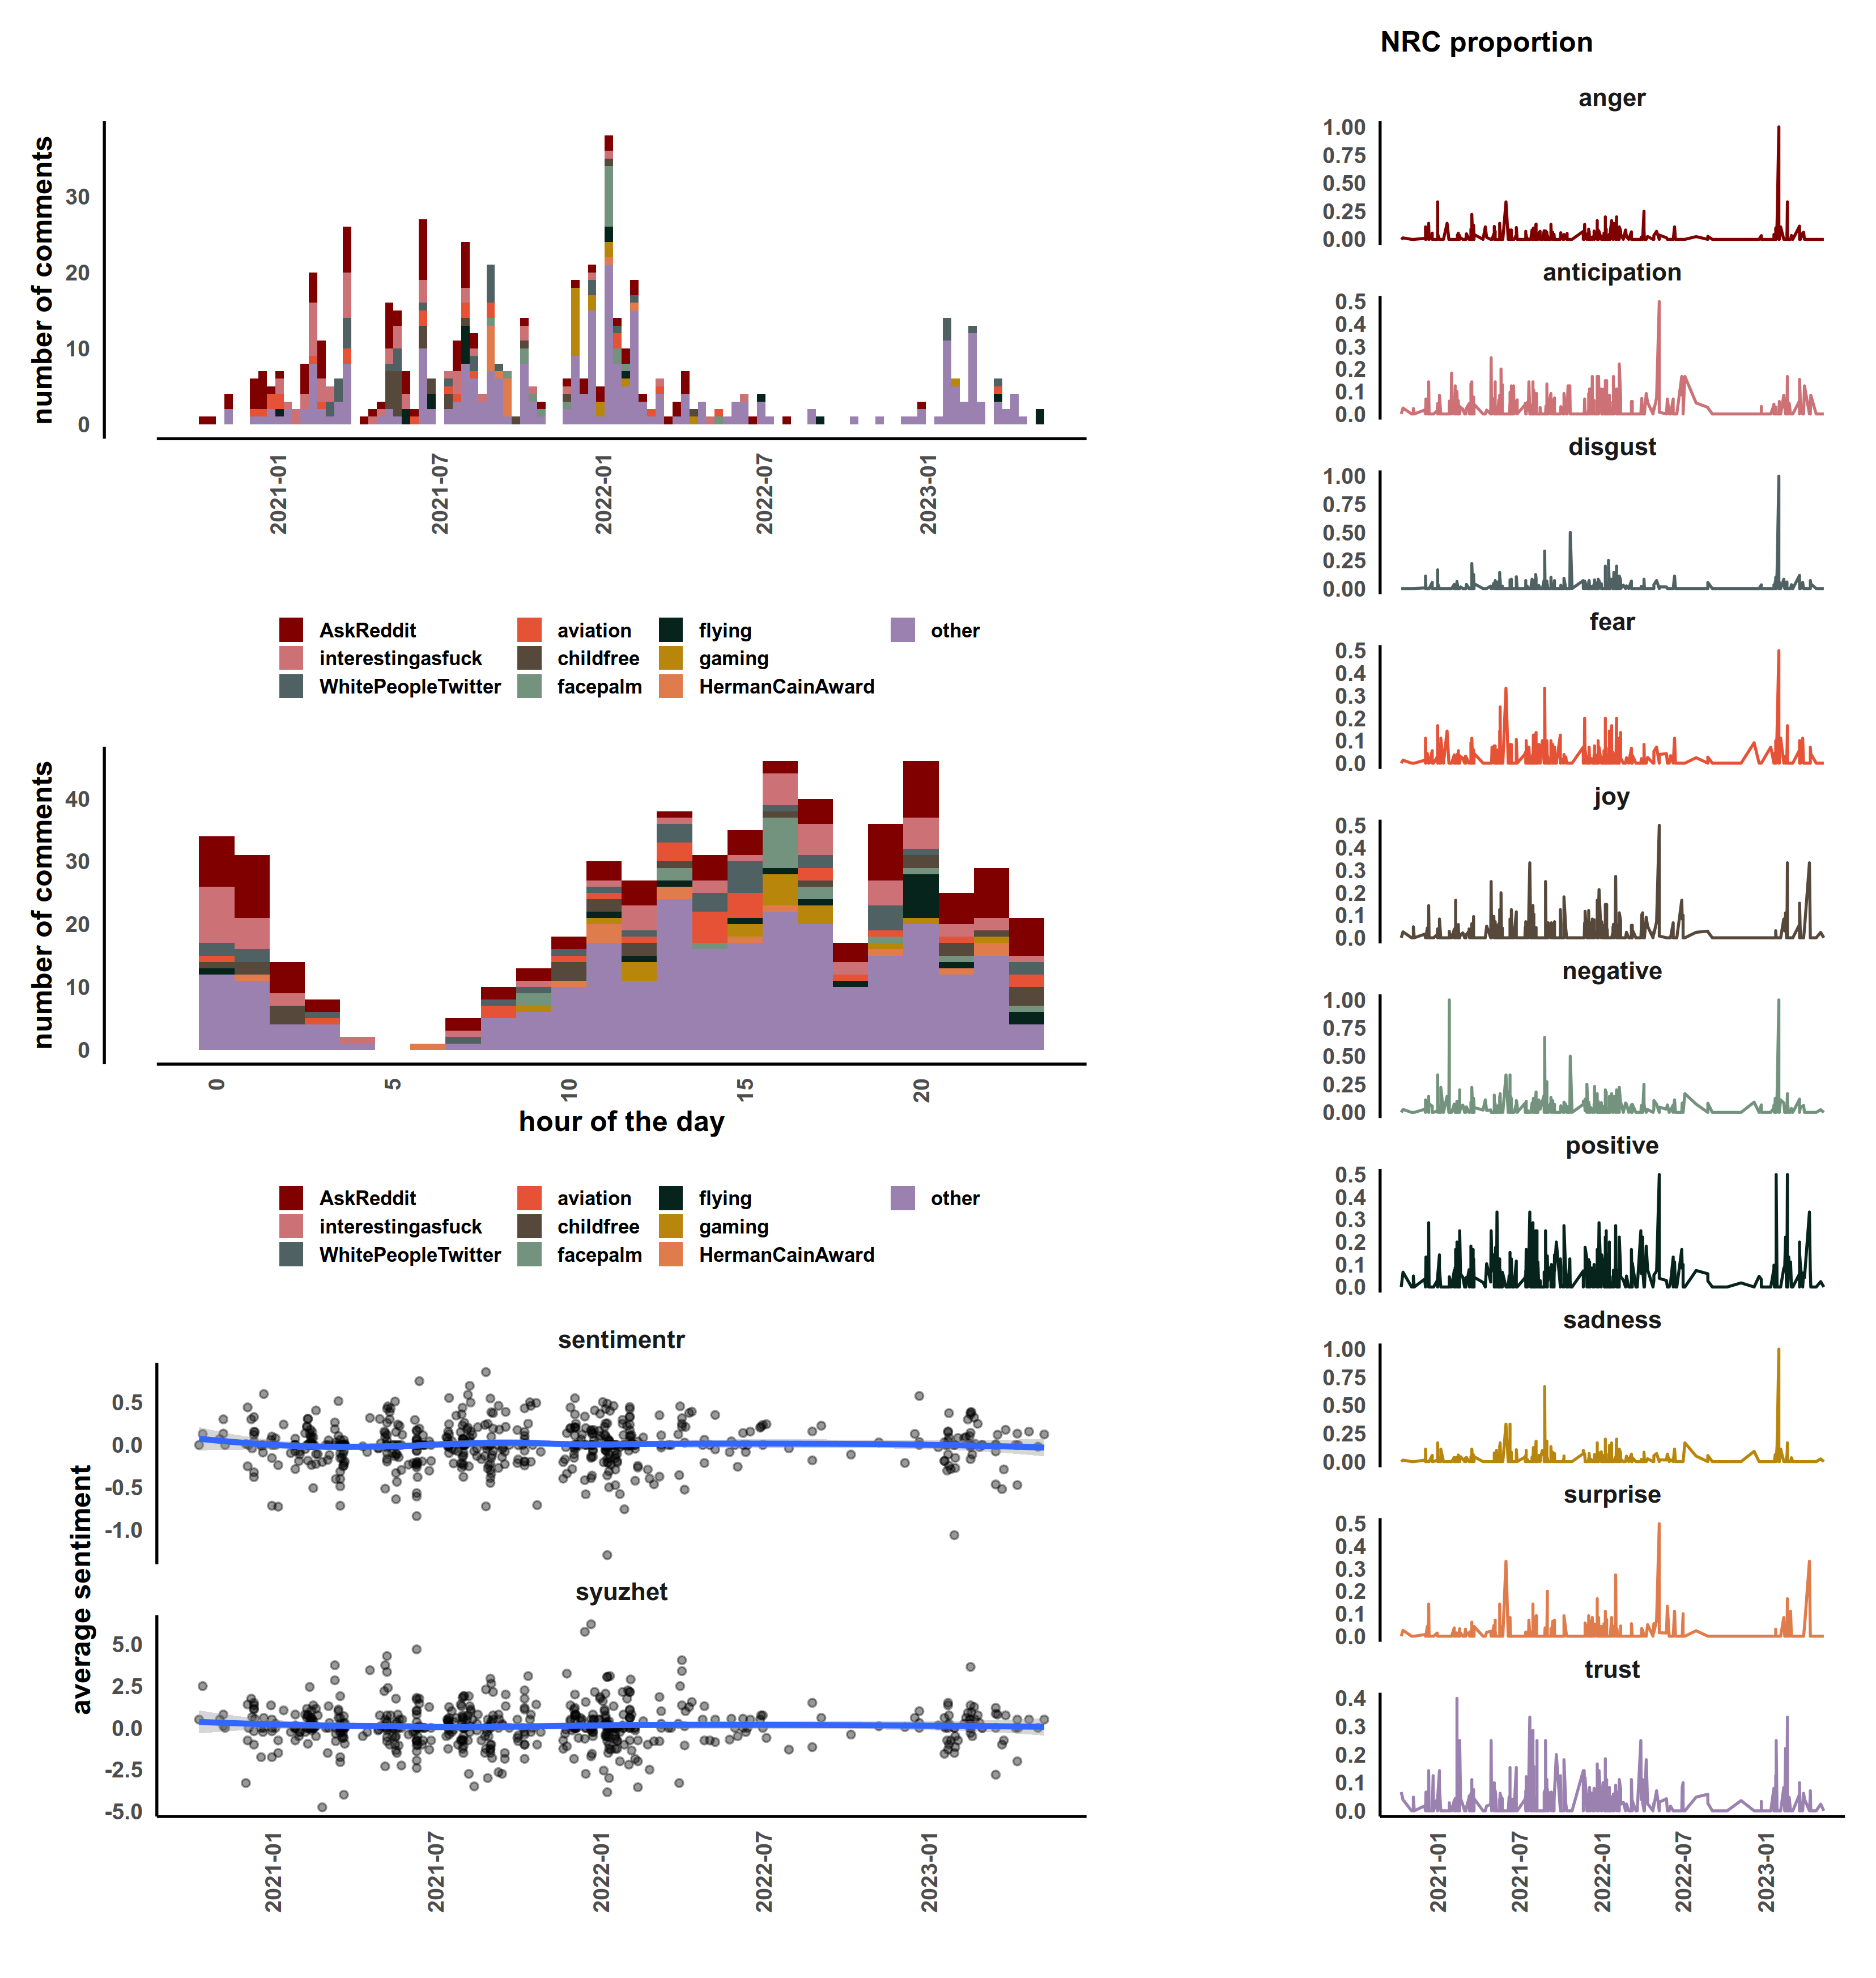 number of comments
30
20
10
0
2021-01
2021-07
2022-01
2022-07
2023-01
AskReddit
aviation
flying
other
interestingasfuck
childfree
gaming
WhitePeopleTwitter
facepalm
HermanCainAward
number of comments
40
30
20
10
0
0
5
10
15
20
hour of the day
AskReddit
aviation
flying
other
interestingasfuck
childfree
gaming
WhitePeopleTwitter
facepalm
HermanCainAward
average sentiment
sentimentr
0.5
0.0
-0.5
-1.0
syuzhet
5.0
2.5
0.0
-2.5
-5.0
2021-01
2021-07
2022-01
2022-07
2023-01
NRC proportion
anger
1.00
0.75
0.50
0.25
0.00
anticipation
0.5
0.4
0.3
0.2
0.1
0.0
disgust
1.00
0.75
0.50
0.25
0.00
fear
0.5
0.4
0.3
0.2
0.1
0.0
joy
0.5
0.4
0.3
0.2
0.1
0.0
negative
1.00
0.75
0.50
0.25
0.00
positive
0.5
0.4
0.3
0.2
0.1
0.0
sadness
1.00
0.75
0.50
0.25
0.00
surprise
0.5
0.4
0.3
0.2
0.1
0.0
trust
0.4
0.3
0.2
0.1
0.0
2021-01
2021-07
2022-01
2022-07
2023-01